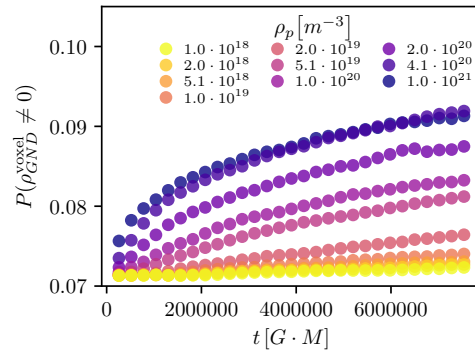 0.10
0.09
0.08
0.07
P(ρ_{GND}^{voxel} ≠ 0)
ρ_p[m^{-3}]
1.0 · 10^{18} 2.0 · 10^{19} 2.0 · 10^{20}
2.0 · 10^{18} 5.1 · 10^{19} 4.1 · 10^{20}
5.1 · 10^{18} 1.0 · 10^{20} 1.0 · 10^{21}
1.0 · 10^{19}
0 2000000 4000000 6000000
t [G · M]